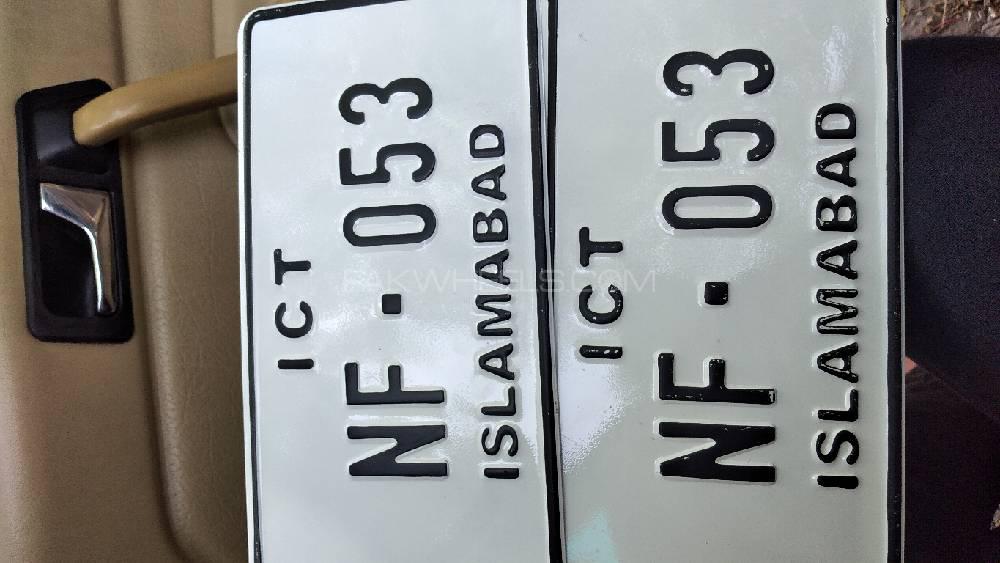 ICT
NF·053
ISLAMABAD
ICT
NF·053
ISLAMABAD
PAKWHEELS.COM